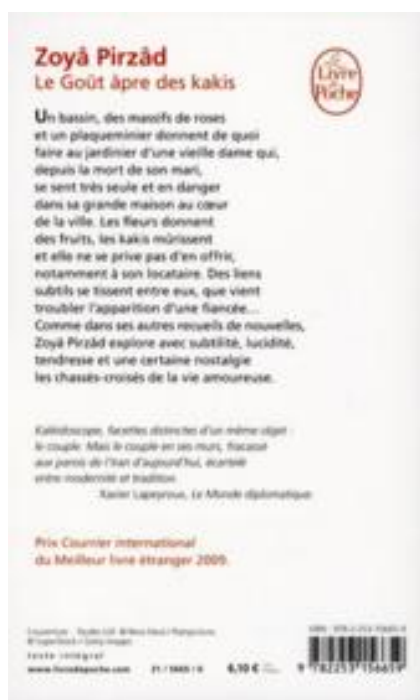 Zoyâ Pirzâd
Le Goût âpre des kakis
Le Livre de Poche
Un bassin, des massifs de roses
et un plaqueminier donnent de quoi
faire au jardinier d'une vieille dame qui,
depuis la mort de son mari,
se sent très seule et en danger
dans sa grande maison au cœur
de la ville. Les fleurs donnent
des fruits, les kakis mûrissent
et elle ne se prive pas d'en offrir,
notamment à son locataire. Des liens
subtils se tissent entre eux, que vient
troubler l'apparition d'une fiancée...
Comme dans ses autres recueils de nouvelles,
Zoyâ Pirzâd explore avec subtilité, lucidité,
tendresse et une certaine nostalgie
les chassés-croisés de la vie amoureuse.
Kaléidoscope, facettes distinctes d'un même objet :
le couple. Mais le couple en ses murs, fracassé
aux parois de l'Iran d'aujourd'hui, écartelé
entre modernité et tradition.
Xavier Lapeyroux, Le Monde diplomatique.
Prix Courrier international
du Meilleur livre étranger 2009.
Couverture :
texte intégral
www.livredepoche.com 6,10 €
9 782253 156659